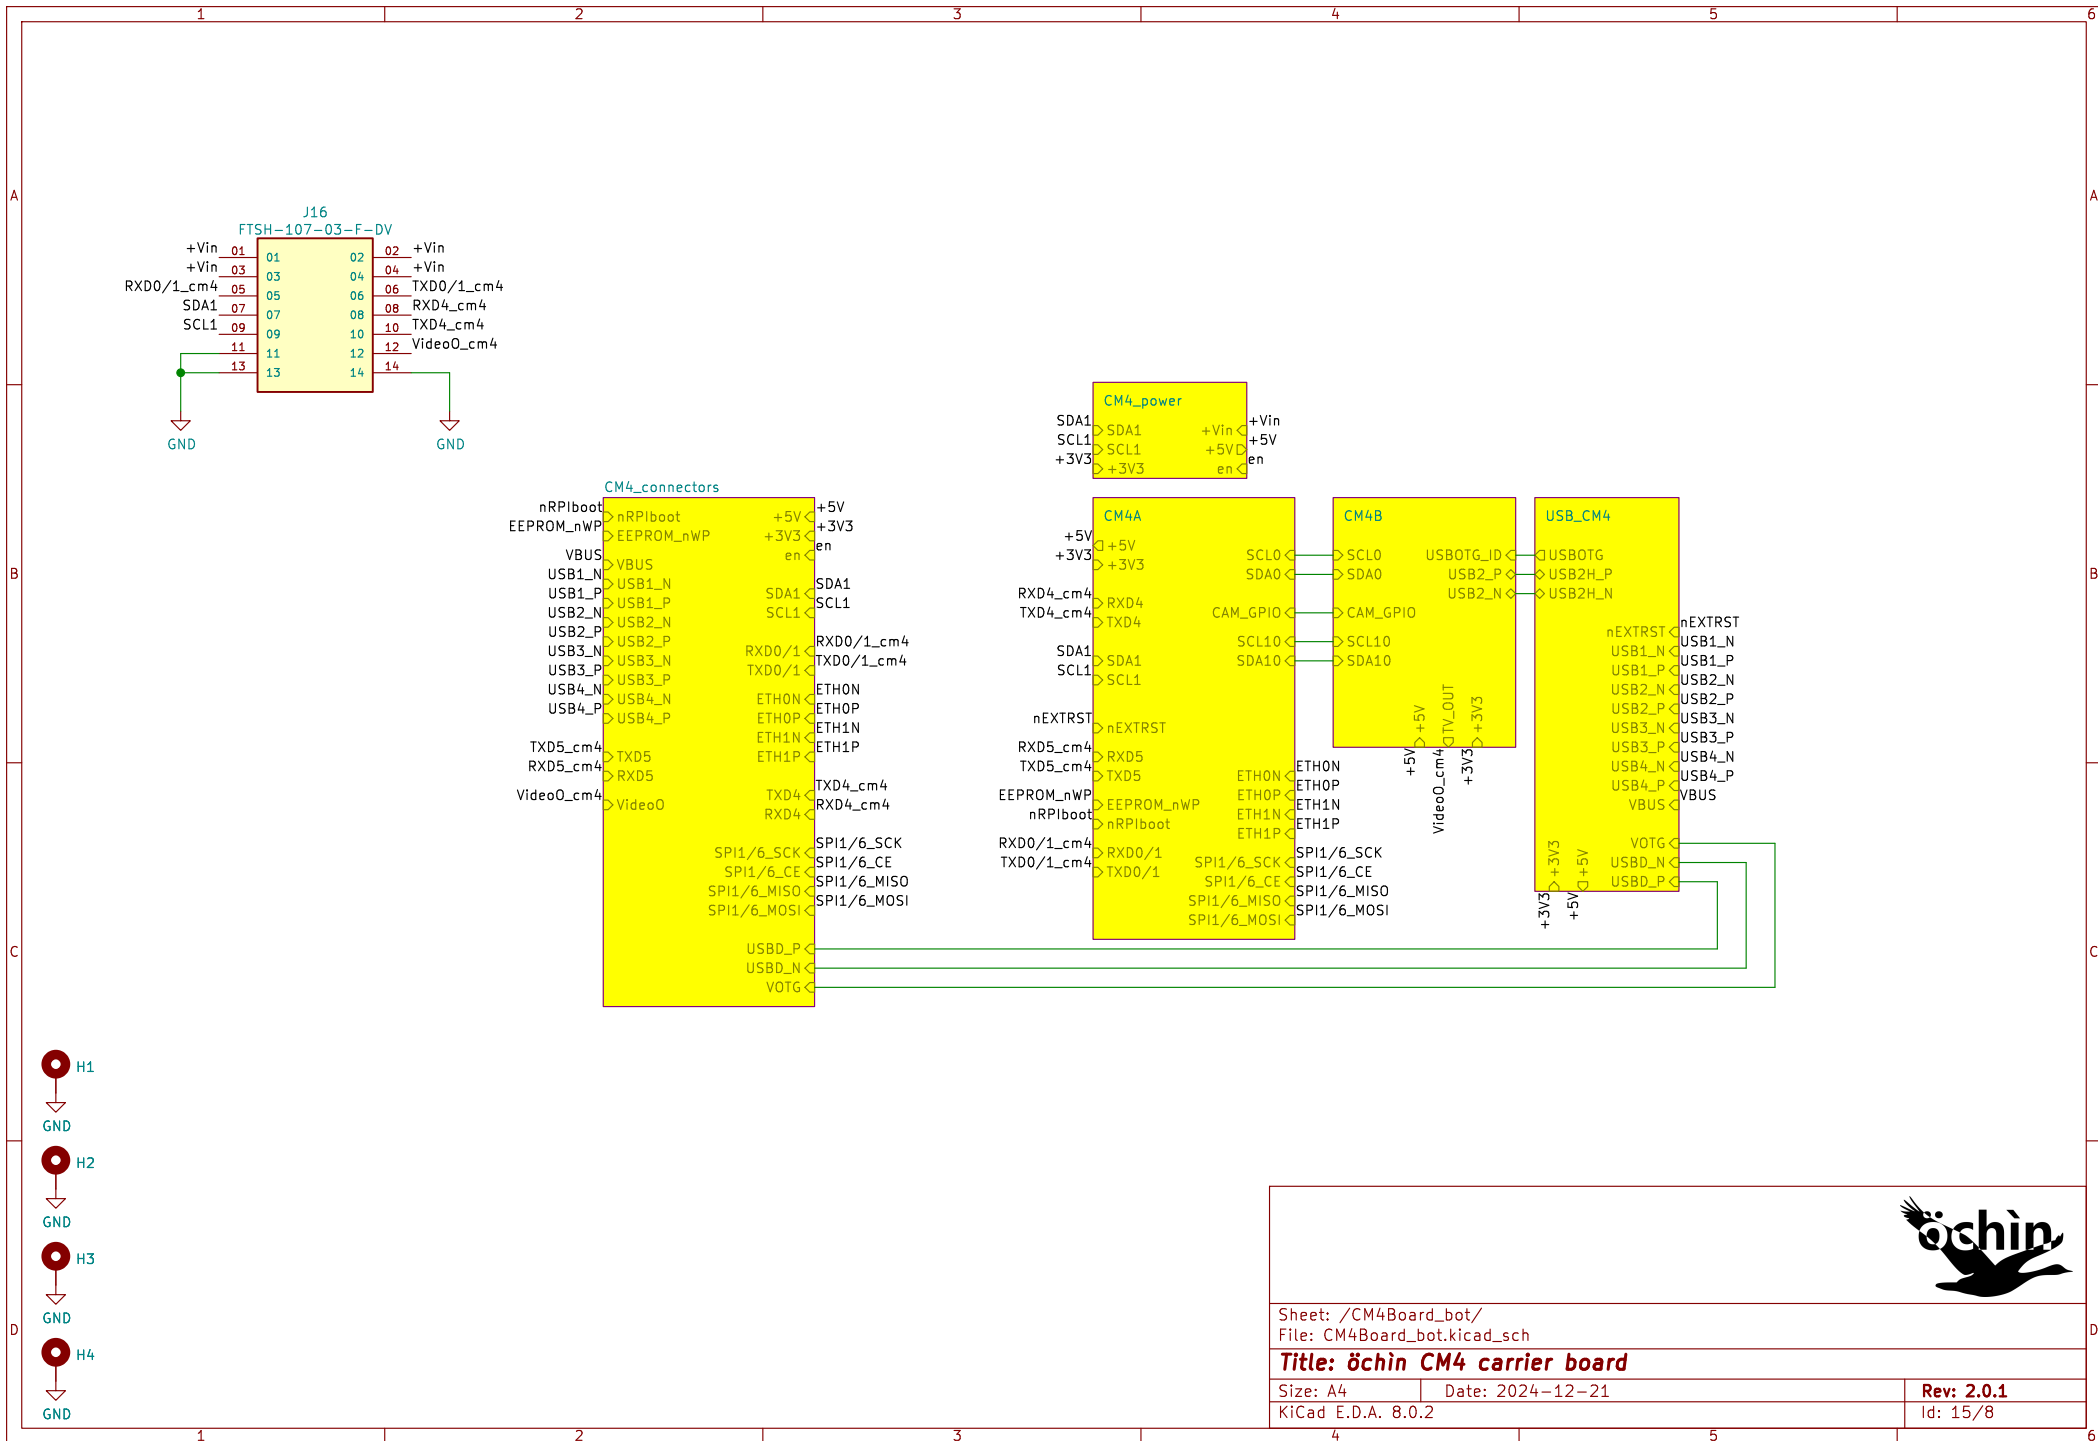 1 2 3 4 5 6
A
B
C
D
A
B
C
D
1 2 3 4 5 6
J16
FTSH-107-03-F-DV
+Vin 01 01 02 02 +Vin
+Vin 03 03 04 04 +Vin
RXD0/1_cm4 05 05 06 06 TXD0/1_cm4
SDA1 07 07 08 08 RXD4_cm4
SCL1 09 09 10 10 TXD4_cm4
11 11 12 12 VideoO_cm4
13 13 14 14
GND GND
CM4_power
SDA1 SDA1 +Vin +Vin
SCL1 SCL1 +5V +5V
+3V3 +3V3 en en
CM4_connectors
nRPIboot nRPIboot +5V +5V
EEPROM_nWP EEPROM_nWP +3V3 +3V3
en en
VBUS VBUS
USB1_N USB1_N
USB1_P USB1_P SDA1 SDA1
USB2_N USB2_N SCL1 SCL1
USB2_P USB2_P
USB3_N USB3_N RXD0/1 RXD0/1_cm4
USB3_P USB3_P TXD0/1 TXD0/1_cm4
USB4_N USB4_N ETH0N ETH0N
USB4_P USB4_P ETH0P ETH0P
ETH1N ETH1N
TXD5_cm4 TXD5 ETH1P ETH1P
RXD5_cm4 RXD5
VideoO_cm4 VideoO TXD4 TXD4_cm4
RXD4 RXD4_cm4
SPI1/6_SCK SPI1/6_SCK
SPI1/6_CE SPI1/6_CE
SPI1/6_MISO SPI1/6_MISO
SPI1/6_MOSI SPI1/6_MOSI
USBD_P
USBD_N
VOTG
CM4A
+5V +5V
+3V3 +3V3
SCL0
SDA0
RXD4_cm4 RXD4
TXD4_cm4 TXD4
CAM_GPIO
SCL10
SDA10
SDA1 SDA1
SCL1 SCL1
nEXTRST nEXTRST
RXD5_cm4 RXD5
TXD5_cm4 TXD5
ETH0N ETH0N
ETH0P ETH0P
ETH1N ETH1N
ETH1P ETH1P
EEPROM_nWP EEPROM_nWP
nRPIboot nRPIboot
RXD0/1_cm4 RXD0/1
TXD0/1_cm4 TXD0/1
SPI1/6_SCK SPI1/6_SCK
SPI1/6_CE SPI1/6_CE
SPI1/6_MISO SPI1/6_MISO
SPI1/6_MOSI SPI1/6_MOSI
CM4B
SCL0 USBOTG_ID
SDA0 USB2_P
USB2_N
CAM_GPIO
SCL10
SDA10
+5V TV_OUT +3V3
+5V VideoO_cm4 +3V3
USB_CM4
USBOTG
USB2H_P
USB2H_N
nEXTRST nEXTRST
USB1_N USB1_N
USB1_P USB1_P
USB2_N USB2_N
USB2_P USB2_P
USB3_N USB3_N
USB3_P USB3_P
USB4_N USB4_N
USB4_P USB4_P
VBUS VBUS
VOTG
USBD_N
USBD_P
+3V3 +5V
+3V3 +5V
H1
GND
H2
GND
H3
GND
H4
GND
öchìn
Sheet: /CM4Board_bot/
File: CM4Board_bot.kicad_sch
Title: öchìn CM4 carrier board
Size: A4 Date: 2024-12-21 Rev: 2.0.1
KiCad E.D.A. 8.0.2 Id: 15/8